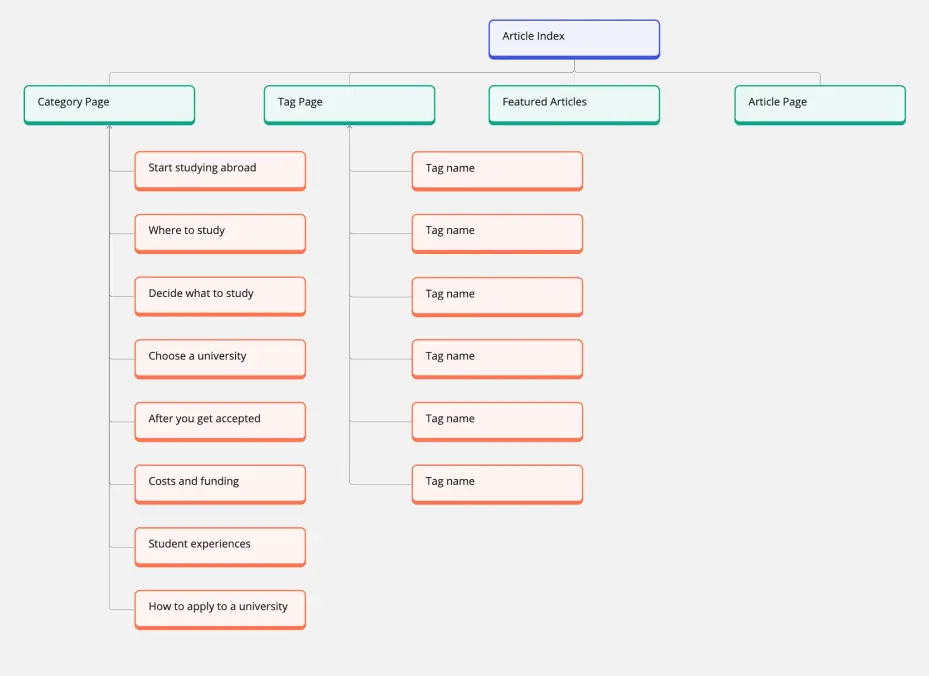 Article Index
Category Page
Tag Page
Featured Articles
Article Page
Start studying abroad
Tag name
Where to study
Tag name
Decide what to study
Tag name
Choose a university
Tag name
After you get accepted
Tag name
Costs and funding
Tag name
Student experiences
How to apply to a university